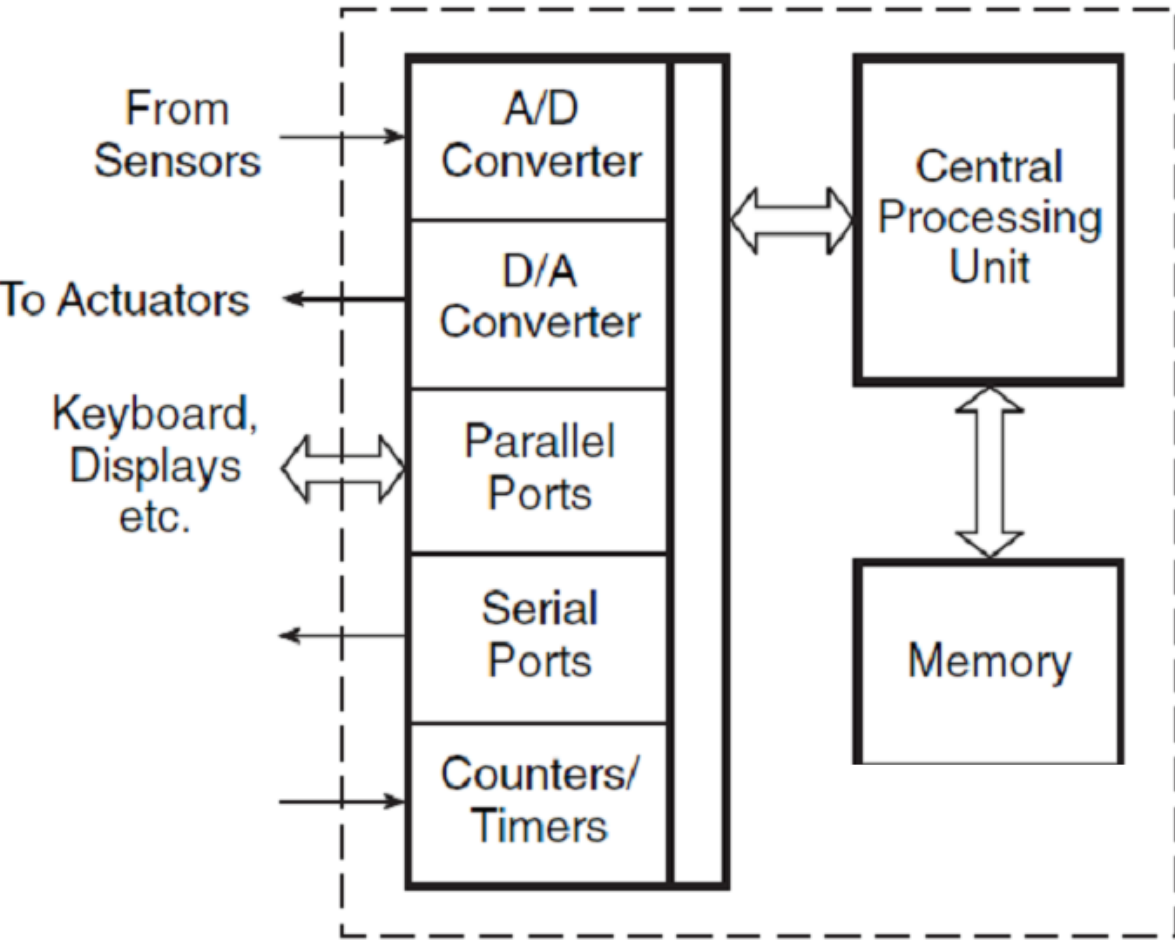 From
Sensors
A/D
Converter
To Actuators
D/A
Converter
Keyboard,
Displays
etc.
Parallel
Ports
Serial
Ports
Counters/
Timers
Central
Processing
Unit
Memory